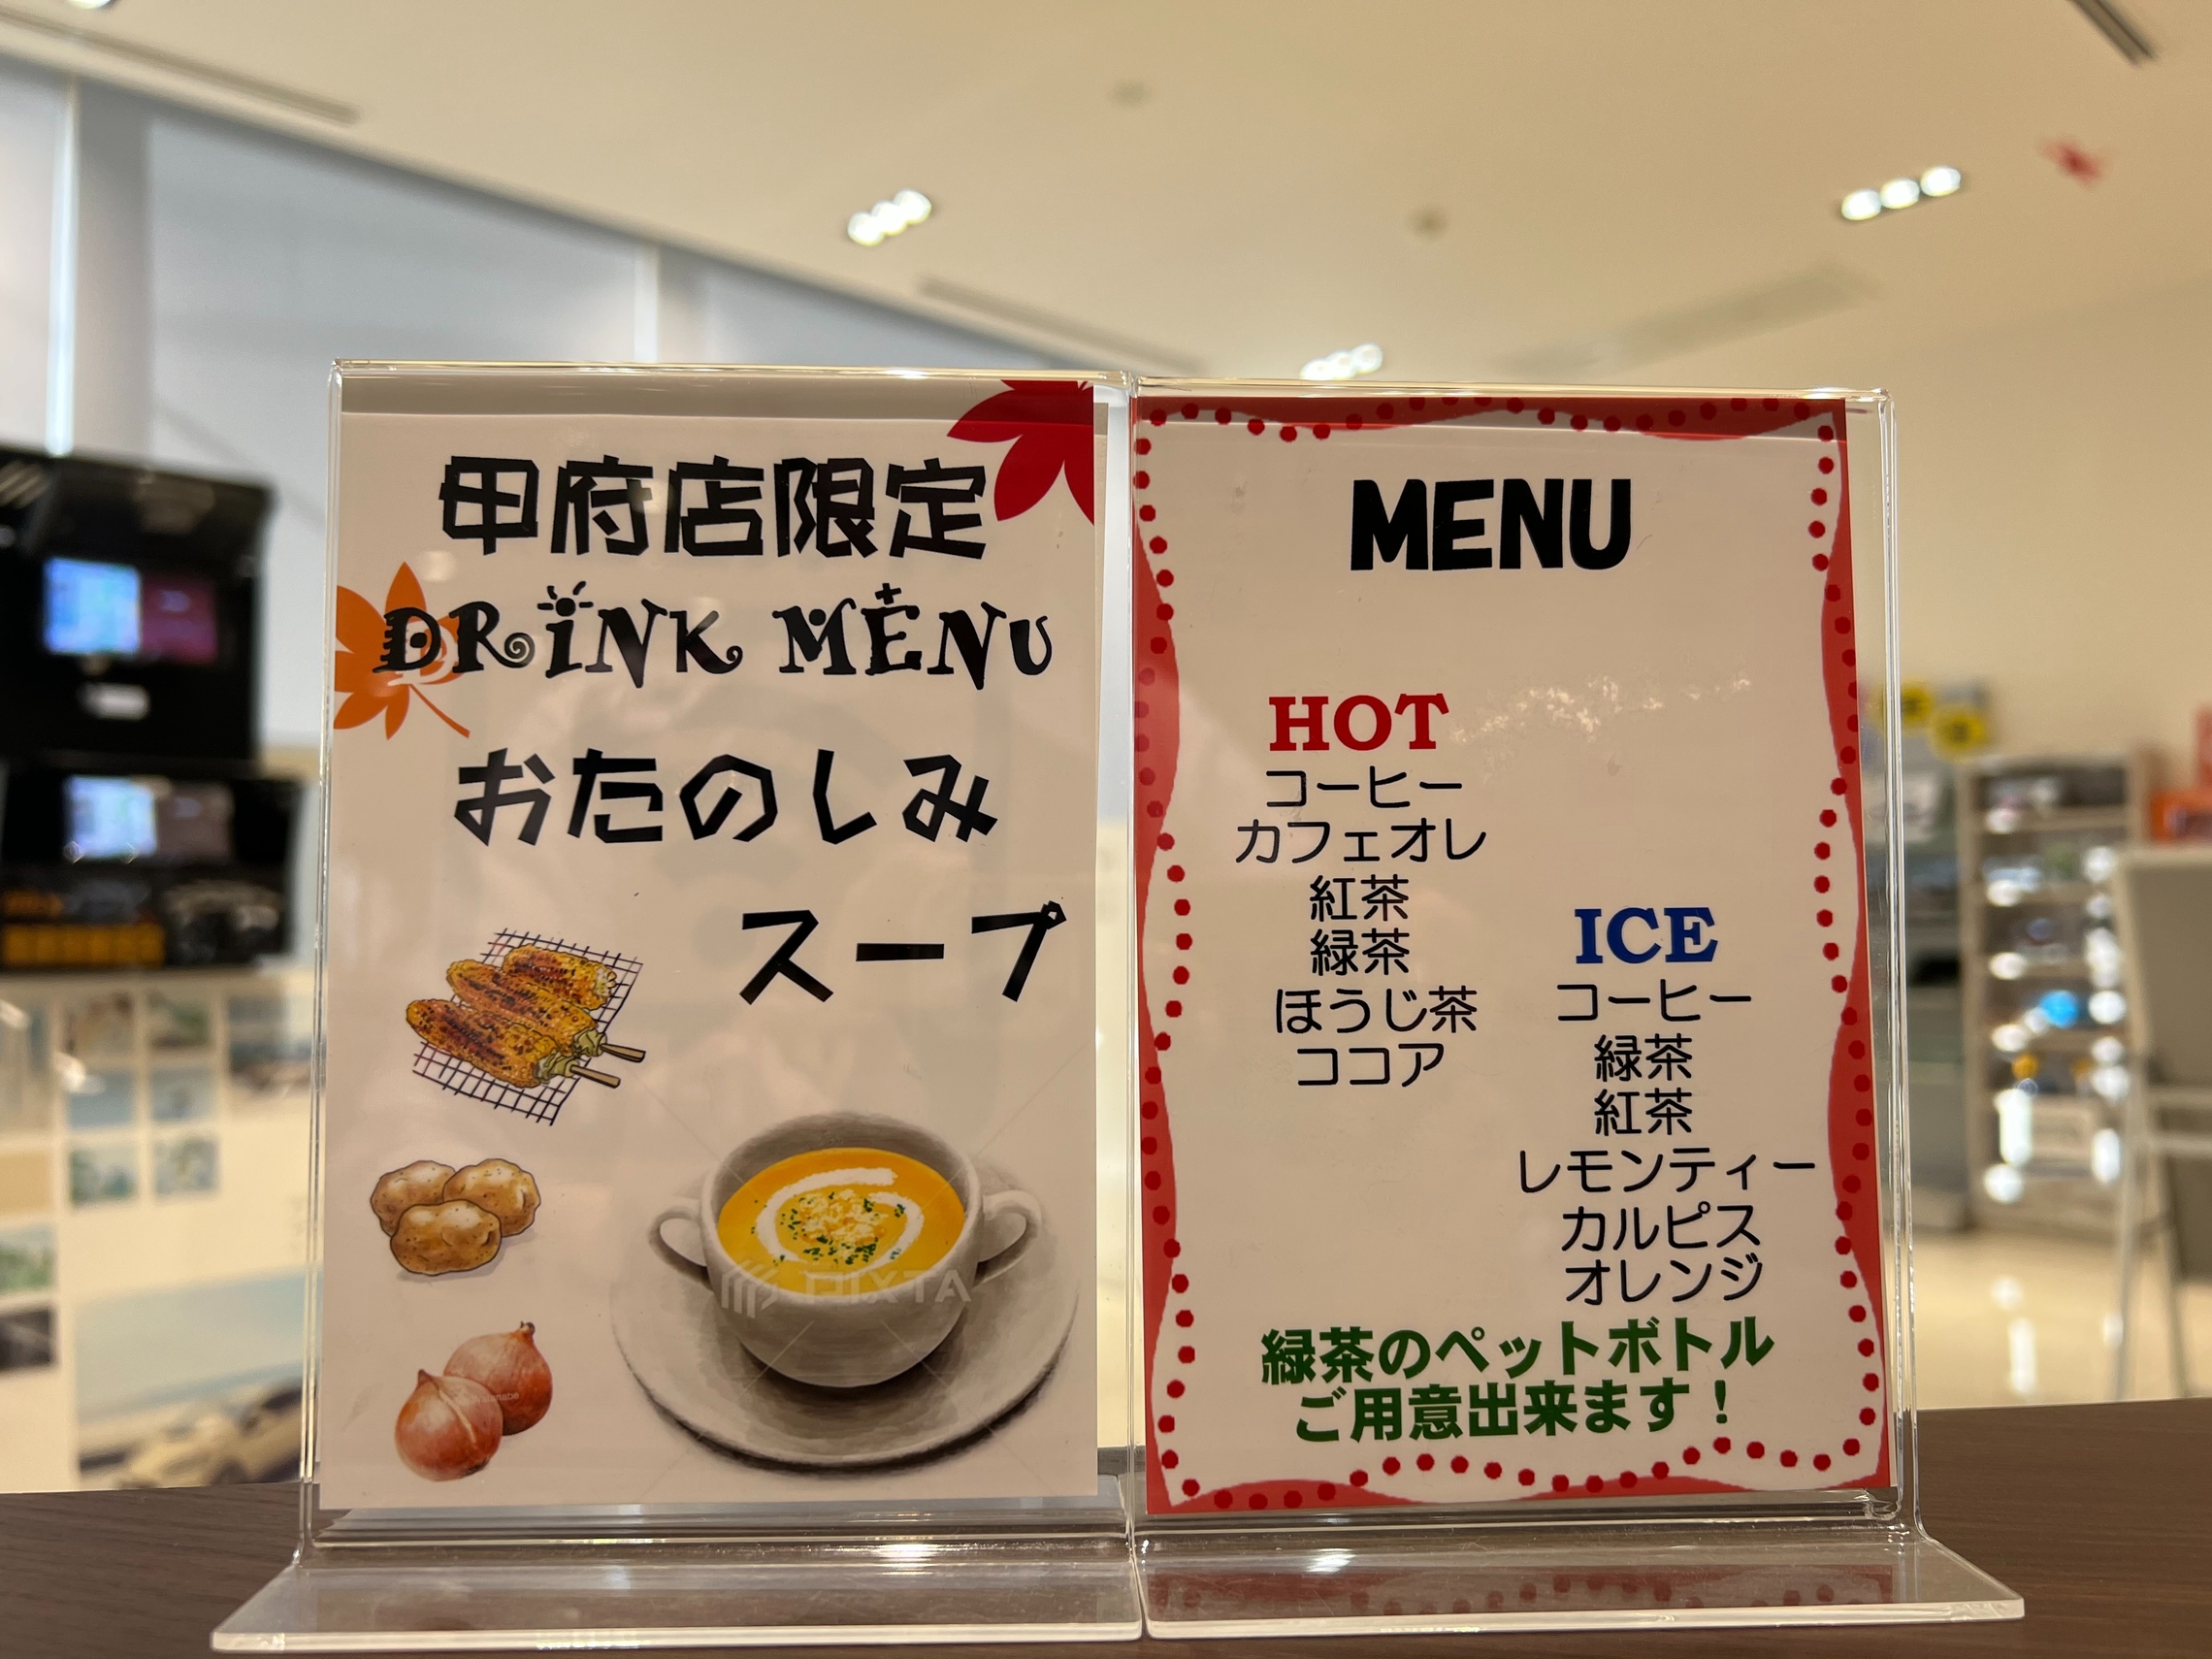 甲府店限定
DRiNK MENU
おたのしみ
スープ
PIXTA
MENU
HOT
コーヒー
カフェオレ
紅茶
緑茶
ほうじ茶
ココア
ICE
コーヒー
緑茶
紅茶
レモンティー
カルピス
オレンジ
緑茶のペットボトル
ご用意出来ます！